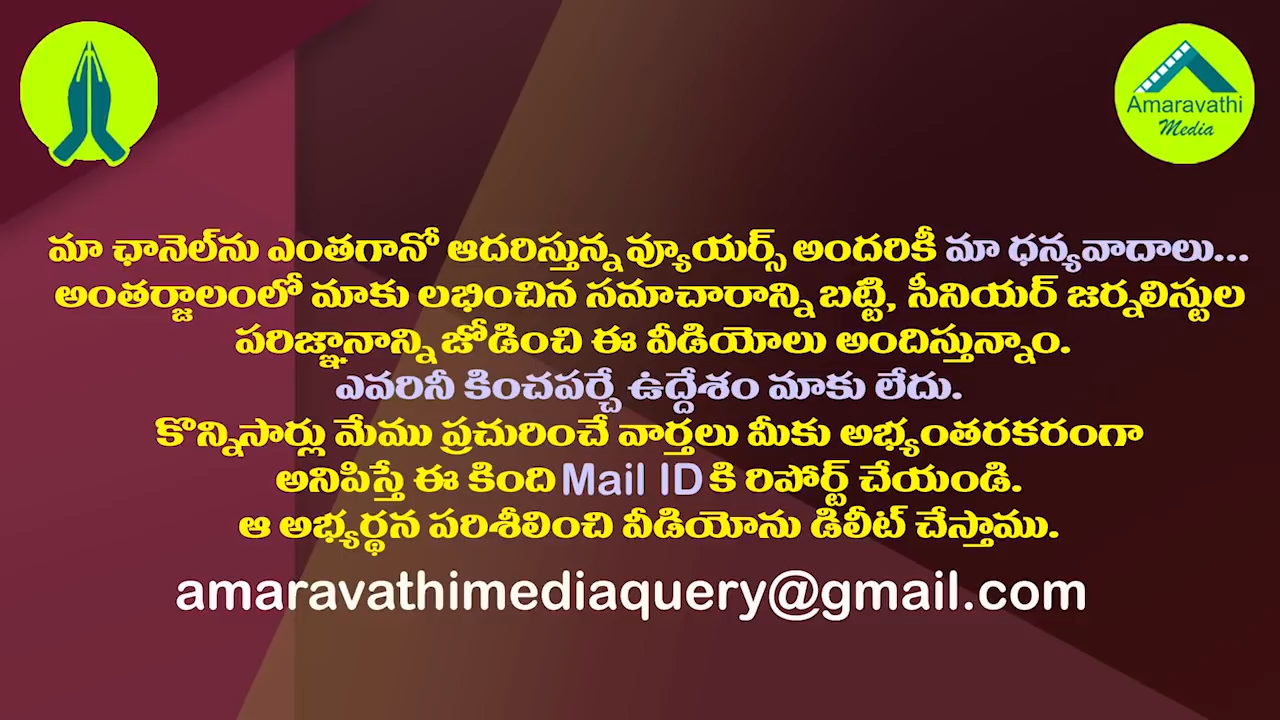 Amaravathi
Media
మా ఛానెల్‌ను ఎంతగానో ఆదరిస్తున్న వ్యూయర్స్ అందరికీ మా ధన్యవాదాలు...
అంతర్జాలంలో మాకు లభించిన సమాచారాన్ని బట్టి, సీనియర్ జర్నలిస్టుల
పరిజ్ఞానాన్ని జోడించి ఈ వీడియోలు అందిస్తున్నాం.
ఎవరినీ కించపర్చే ఉద్దేశం మాకు లేదు.
కొన్నిసార్లు మేము ప్రచురించే వార్తలు మీకు అభ్యంతరకరంగా
అనిపిస్తే ఈ కింది Mail ID కి రిపోర్ట్ చేయండి.
ఆ అభ్యర్థన పరిశీలించి వీడియోను డిలీట్ చేస్తాము.
amaravathimediaquery@gmail.com